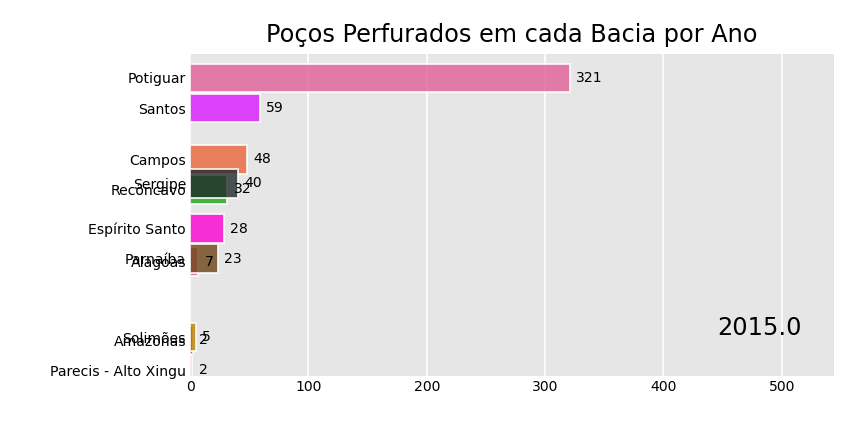 Poços Perfurados em cada Bacia por Ano
Potiguar 321
Santos 59
Campos 48
Sergipe 40
Recôncavo 32
Espírito Santo 28
Parnaíba 23
Alagoas 7
2015.0
Solimões 5
Amazonas 2
Parecis - Alto Xingu 2
0 100 200 300 400 500